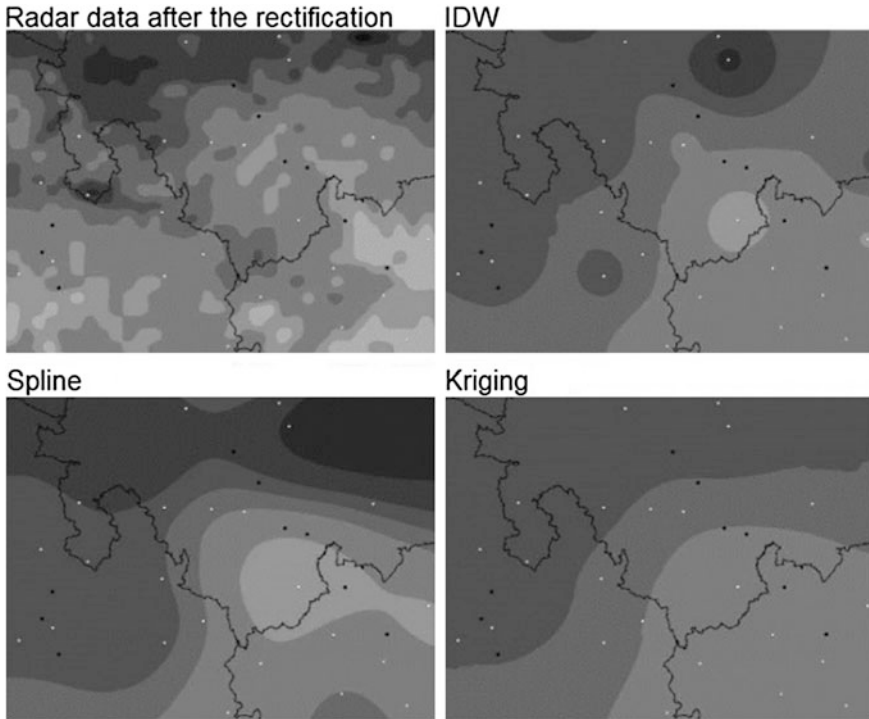 Radar data after the rectification
IDW
Spline
Kriging